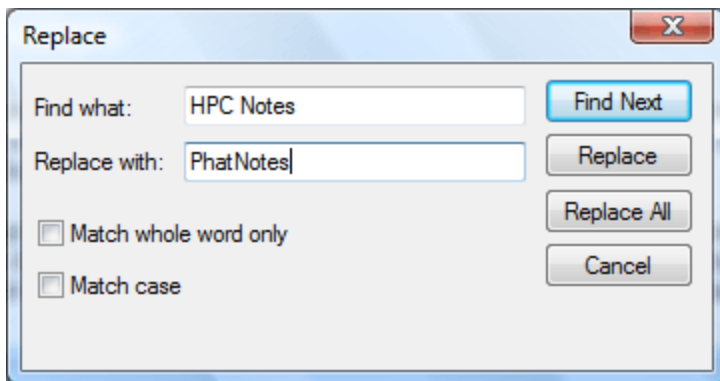 Replace
Find what: HPC Notes Find Next
Replace with: PhatNotes Replace
Replace All
Match whole word only
Cancel
Match case